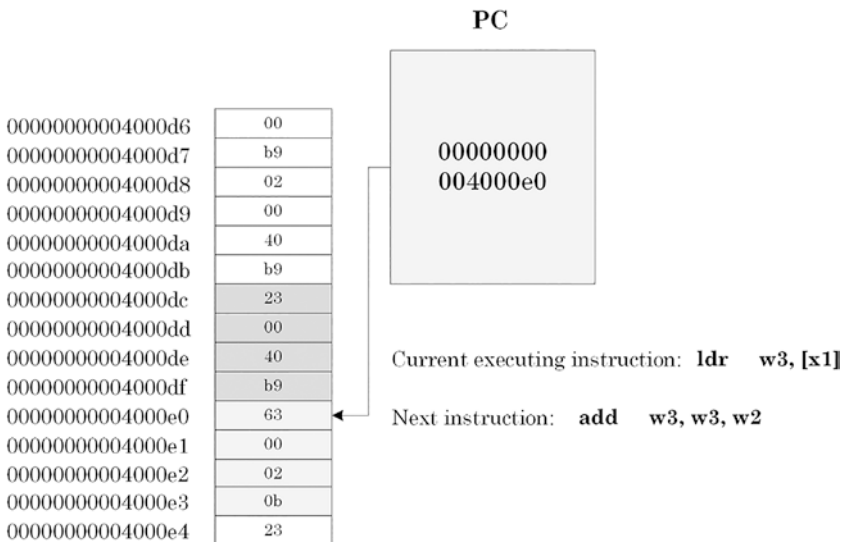 PC
00000000
004000e0
00000000004000d6 00
00000000004000d7 b9
00000000004000d8 02
00000000004000d9 00
00000000004000da 40
00000000004000db b9
00000000004000dc 23
00000000004000dd 00
00000000004000de 40
00000000004000df b9
00000000004000e0 63
00000000004000e1 00
00000000004000e2 02
00000000004000e3 0b
00000000004000e4 23
Current executing instruction: ldr w3, [x1]
Next instruction: add w3, w3, w2